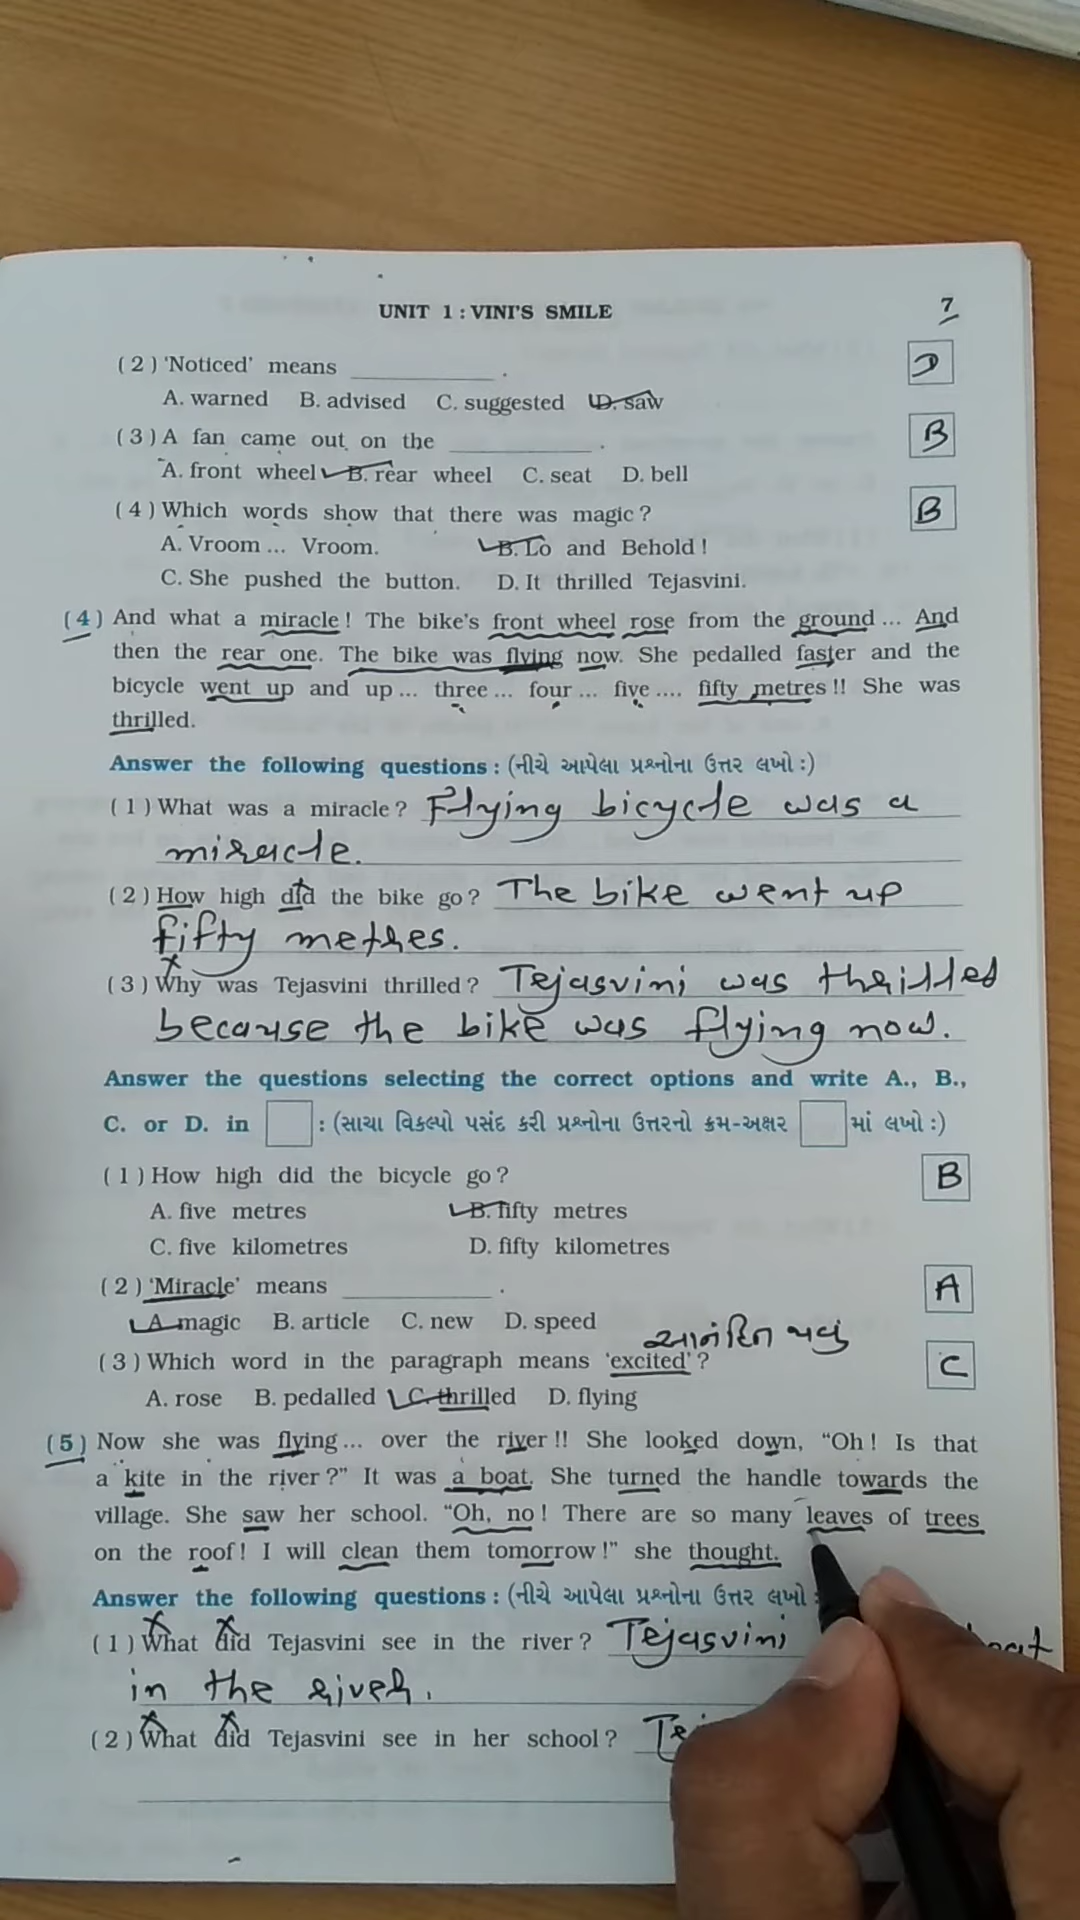 UNIT 1 : VINI'S SMILE 7
( 2 ) 'Noticed' means ________ . D
A. warned B. advised C. suggested D. saw
( 3 ) A fan came out on the ________ . B
A. front wheel B. rear wheel C. seat D. bell
( 4 ) Which words show that there was magic ? B
A. Vroom ... Vroom. B. Lo and Behold !
C. She pushed the button. D. It thrilled Tejasvini.
( 4 ) And what a miracle ! The bike's front wheel rose from the ground ... And
then the rear one. The bike was flying now. She pedalled faster and the
bicycle went up and up ... three ... four ... five .... fifty metres !! She was
thrilled.
Answer the following questions : (નીચે આપેલા પ્રશ્નોના ઉત્તર લખો :)
( 1 ) What was a miracle ? Flying bicycle was a
miracle.
( 2 ) How high did the bike go ? The bike went up
fifty metres.
( 3 ) Why was Tejasvini thrilled ? Tejasvini was thrilled
because the bike was flying now.
Answer the questions selecting the correct options and write A., B.,
C. or D. in : (સાચા વિકલ્પો પસંદ કરી પ્રશ્નોના ઉત્તરનો ક્રમ-અક્ષર માં લખો :)
( 1 ) How high did the bicycle go ? B
A. five metres B. fifty metres
C. five kilometres D. fifty kilometres
( 2 ) 'Miracle' means ________ . A
A. magic B. article C. new D. speed
આનંદિત થવું
( 3 ) Which word in the paragraph means 'excited' ? C
A. rose B. pedalled C. thrilled D. flying
( 5 ) Now she was flying ... over the river !! She looked down, “Oh ! Is that
a kite in the river ?” It was a boat. She turned the handle towards the
village. She saw her school. “Oh, no ! There are so many leaves of trees
on the roof ! I will clean them tomorrow !” she thought.
Answer the following questions : (નીચે આપેલા પ્રશ્નોના ઉત્તર લખો :
( 1 ) What did Tejasvini see in the river ? Tejasvini
in the river.
( 2 ) What did Tejasvini see in her school ? Te